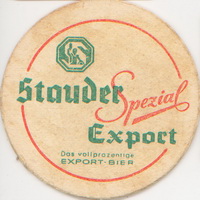 Stauder
Spezial
Export
Das vollprozentige
EXPORT-BIER